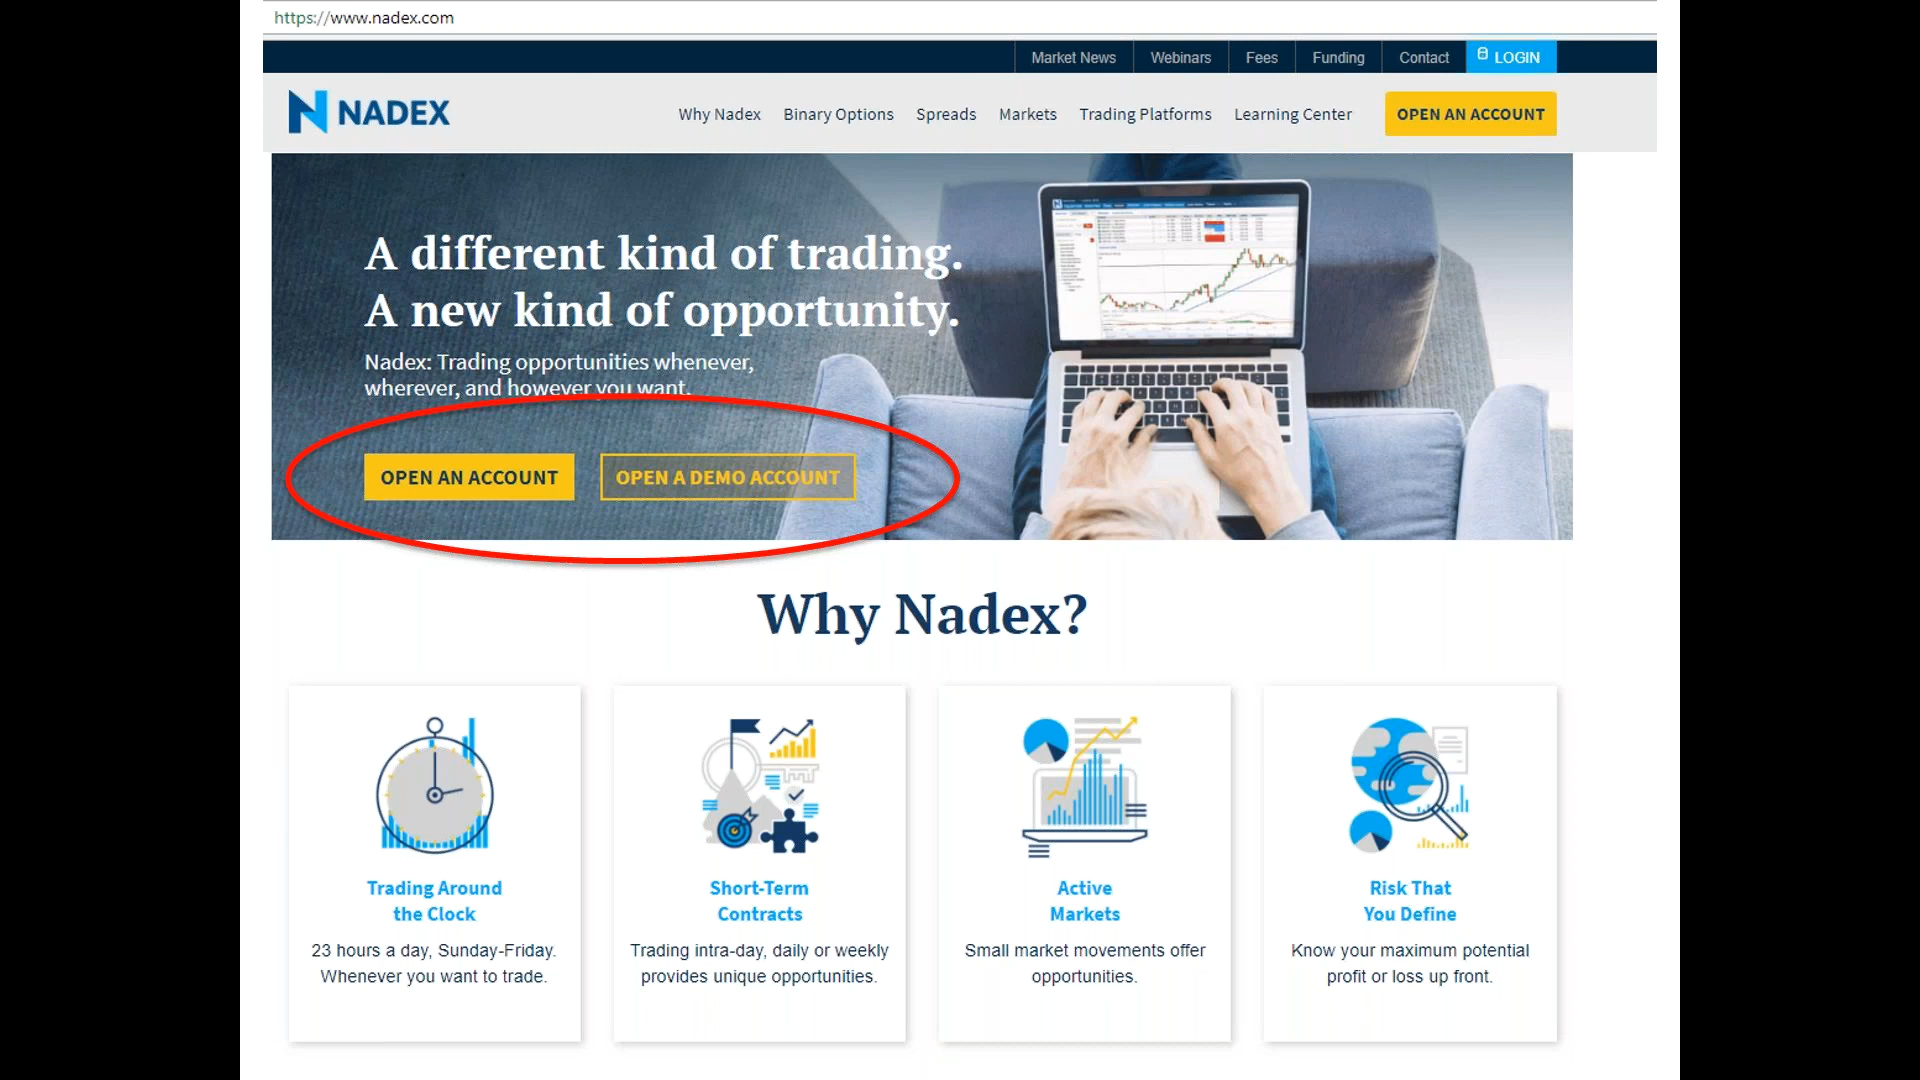 https://www.nadex.com
Market News Webinars Fees Funding Contact LOGIN
NADEX
Why Nadex Binary Options Spreads Markets Trading Platforms Learning Center OPEN AN ACCOUNT
A different kind of trading.
A new kind of opportunity.
Nadex: Trading opportunities whenever,
wherever, and however you want.
OPEN AN ACCOUNT OPEN A DEMO ACCOUNT
Why Nadex?
Trading Around
the Clock
23 hours a day, Sunday-Friday.
Whenever you want to trade.
Short-Term
Contracts
Trading intra-day, daily or weekly
provides unique opportunities.
Active
Markets
Small market movements offer
opportunities.
Risk That
You Define
Know your maximum potential
profit or loss up front.